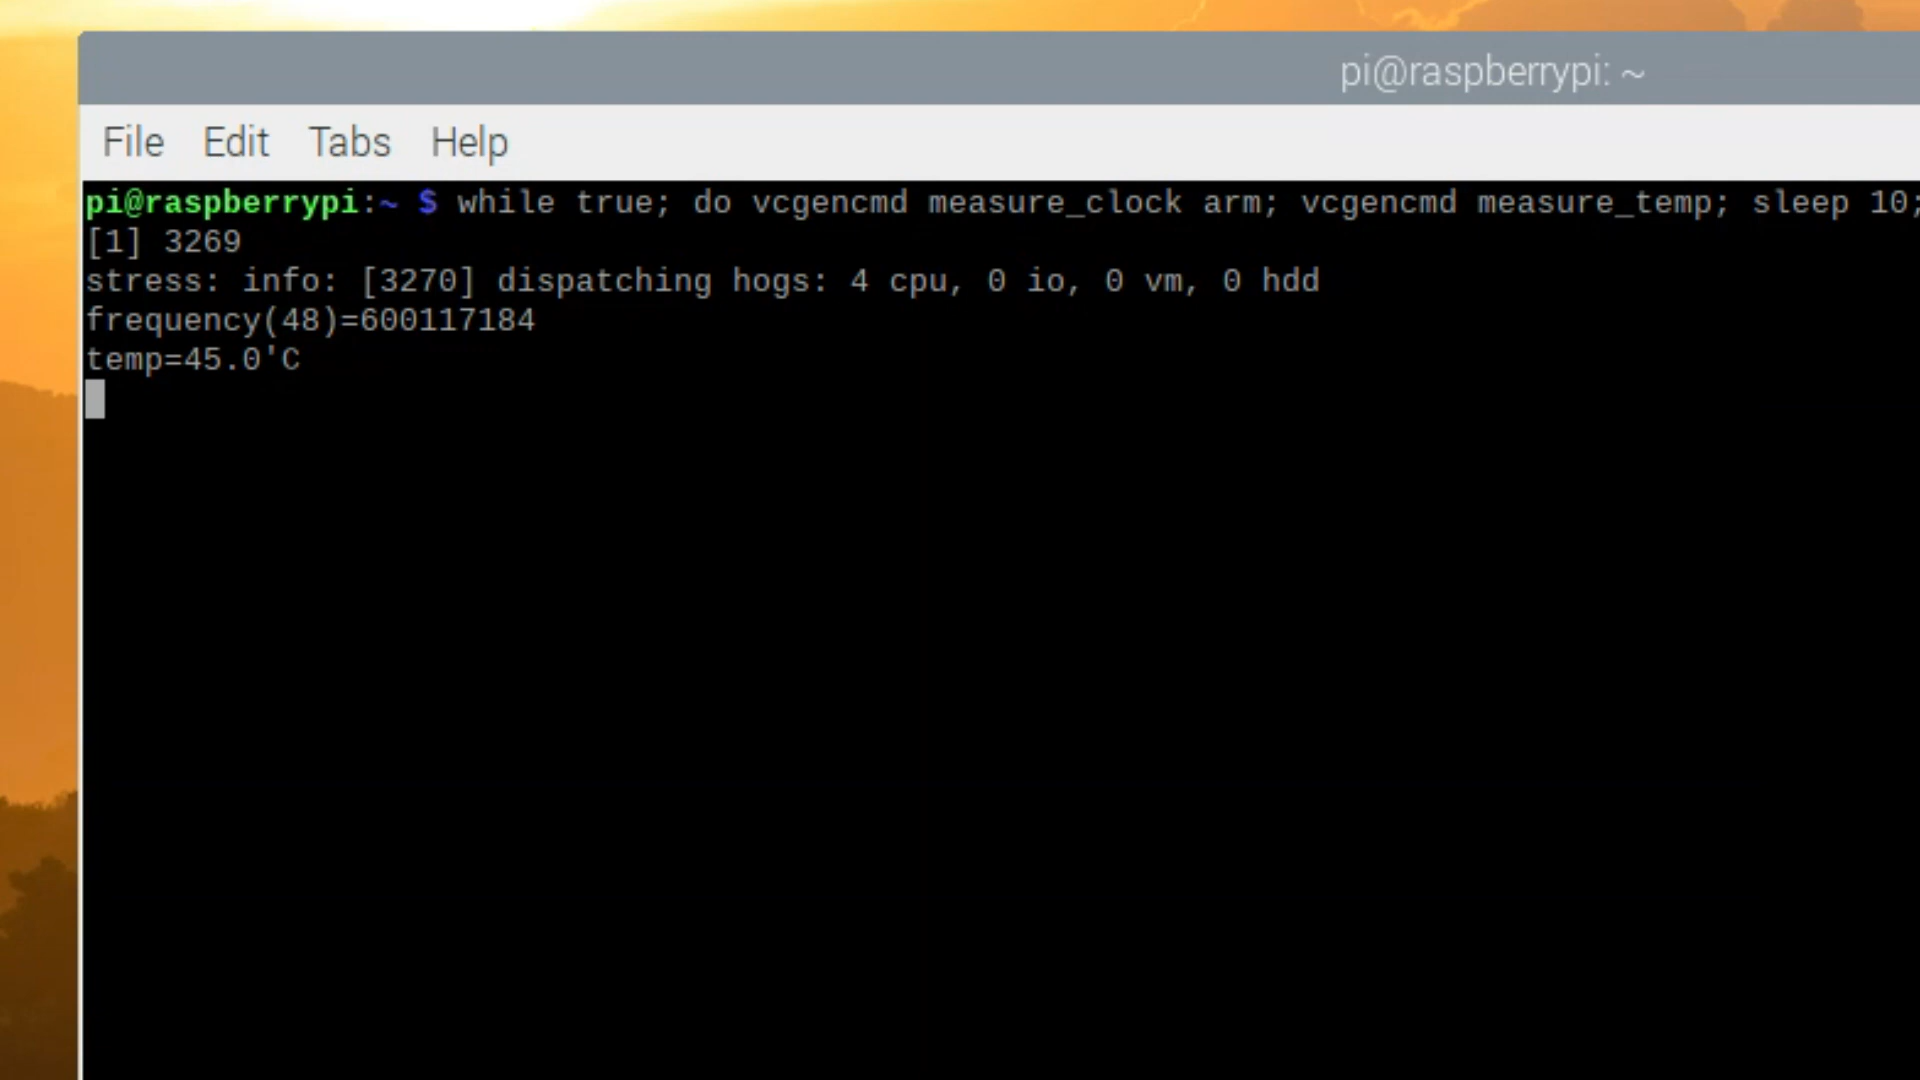 pi@raspberrypi: ~
File Edit Tabs Help
pi@raspberrypi:~ $ while true; do vcgencmd measure_clock arm; vcgencmd measure_temp; sleep 10;
[1] 3269
stress: info: [3270] dispatching hogs: 4 cpu, 0 io, 0 vm, 0 hdd
frequency(48)=600117184
temp=45.0'C